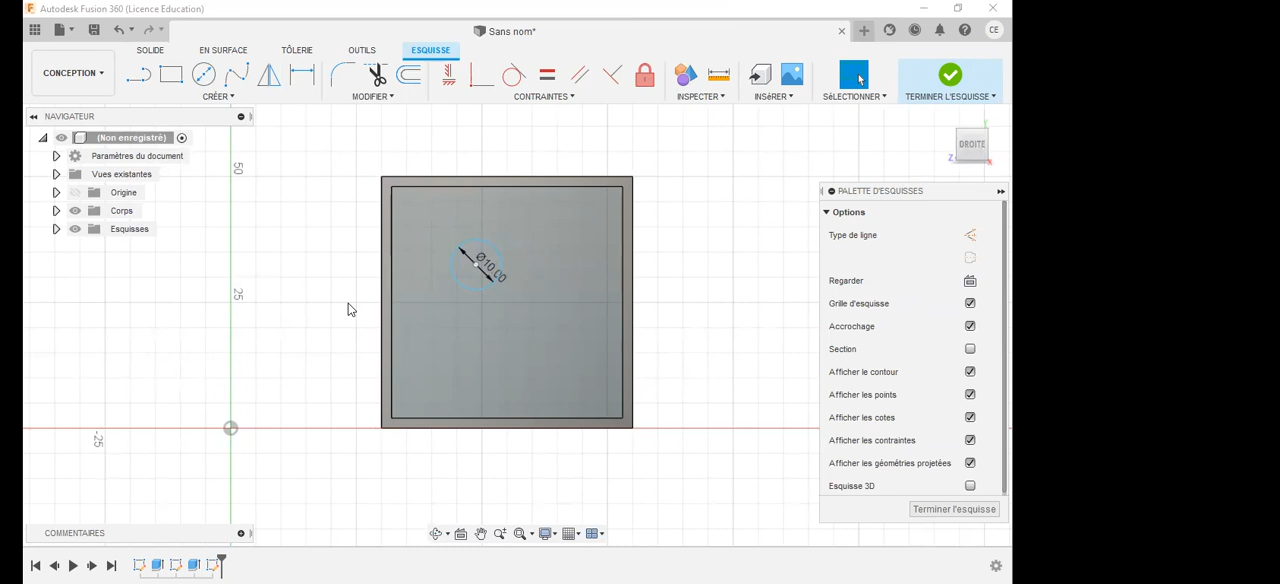 Autodesk Fusion 360 (Licence Education)
Sans nom*
CE
SOLIDE EN SURFACE TÔLERIE OUTILS ESQUISSE
CONCEPTION
CRÉER MODIFIER CONTRAINTES INSPECTER INSéRER SéLECTIONNER TERMINER L'ESQUISSE
NAVIGATEUR
(Non enregistré)
Paramètres du document
Vues existantes
Origine
Corps
Esquisses
50
25
-25
Ø10.00
DROITE
Z
PALETTE D'ESQUISSES
Options
Type de ligne
Regarder
Grille d'esquisse
Accrochage
Section
Afficher le contour
Afficher les points
Afficher les cotes
Afficher les contraintes
Afficher les géométries projetées
Esquisse 3D
Terminer l'esquisse
COMMENTAIRES